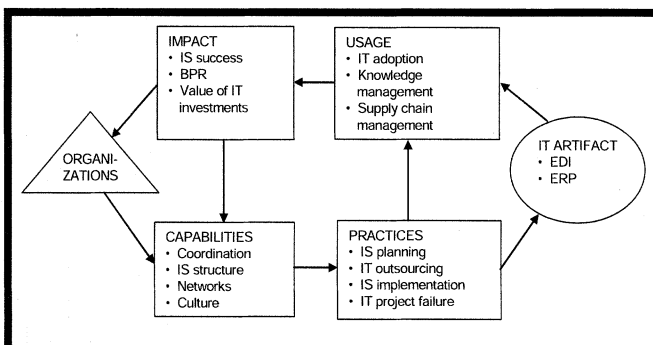 IMPACT
• IS success
• BPR
• Value of IT
investments
USAGE
• IT adoption
• Knowledge
management
• Supply chain
management
ORGANI-
ZATIONS
IT ARTIFACT
• EDI
• ERP
CAPABILITIES
• Coordination
• IS structure
• Networks
• Culture
PRACTICES
• IS planning
• IT outsourcing
• IS implementation
• IT project failure